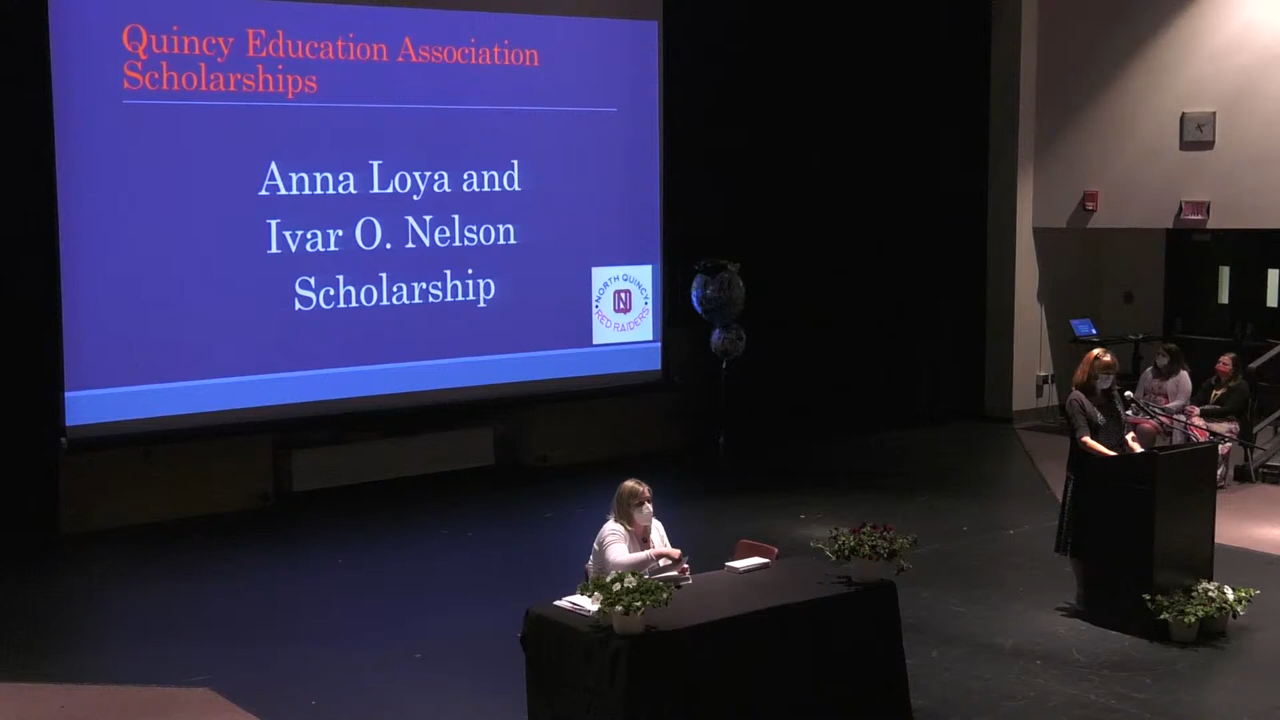 Quincy Education Association
Scholarships
Anna Loya and
Ivar O. Nelson
Scholarship
NORTH QUINCY
N
RED RAIDERS